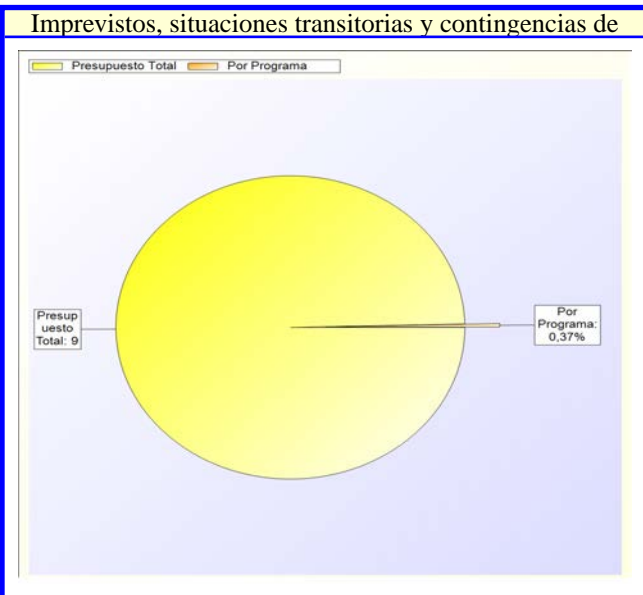 Imprevistos, situaciones transitorias y contingencias de
Presupuesto Total Por Programa
Presup
uesto
Total: 9
Por
Programa:
0,37%